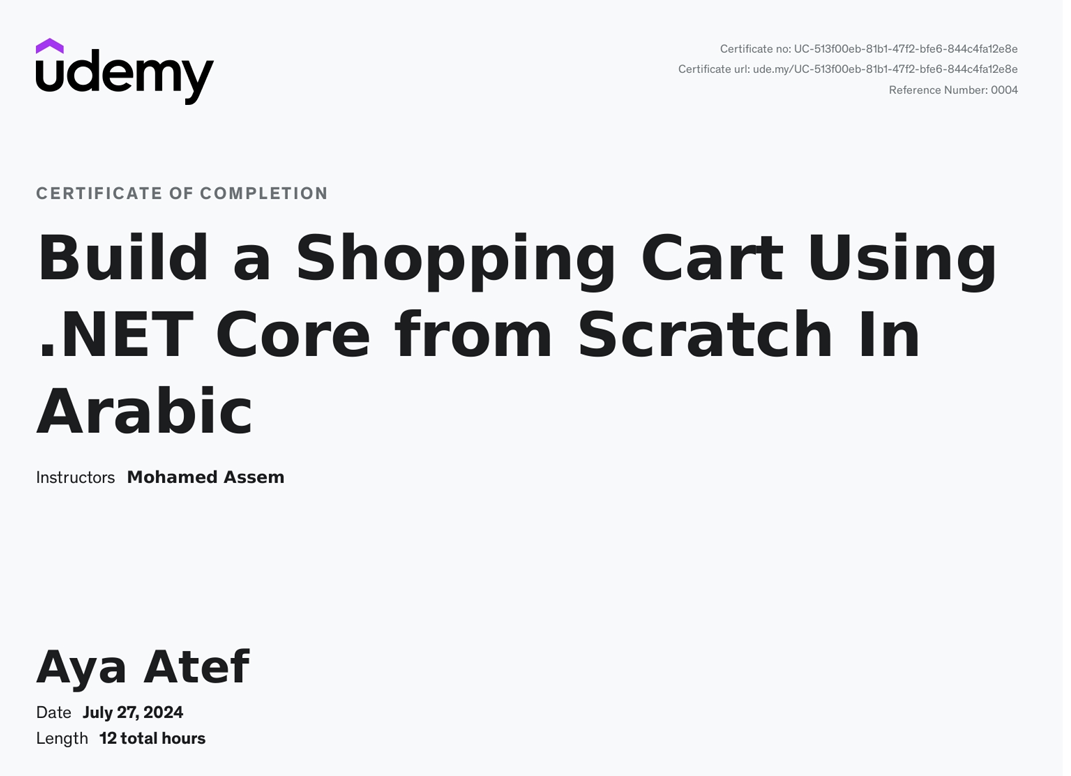 udemy
Certificate no: UC-513f00eb-81b1-47f2-bfe6-844c4fa12e8e
Certificate url: ude.my/UC-513f00eb-81b1-47f2-bfe6-844c4fa12e8e
Reference Number: 0004
CERTIFICATE OF COMPLETION
Build a Shopping Cart Using
.NET Core from Scratch In
Arabic
Instructors Mohamed Assem
Aya Atef
Date July 27, 2024
Length 12 total hours